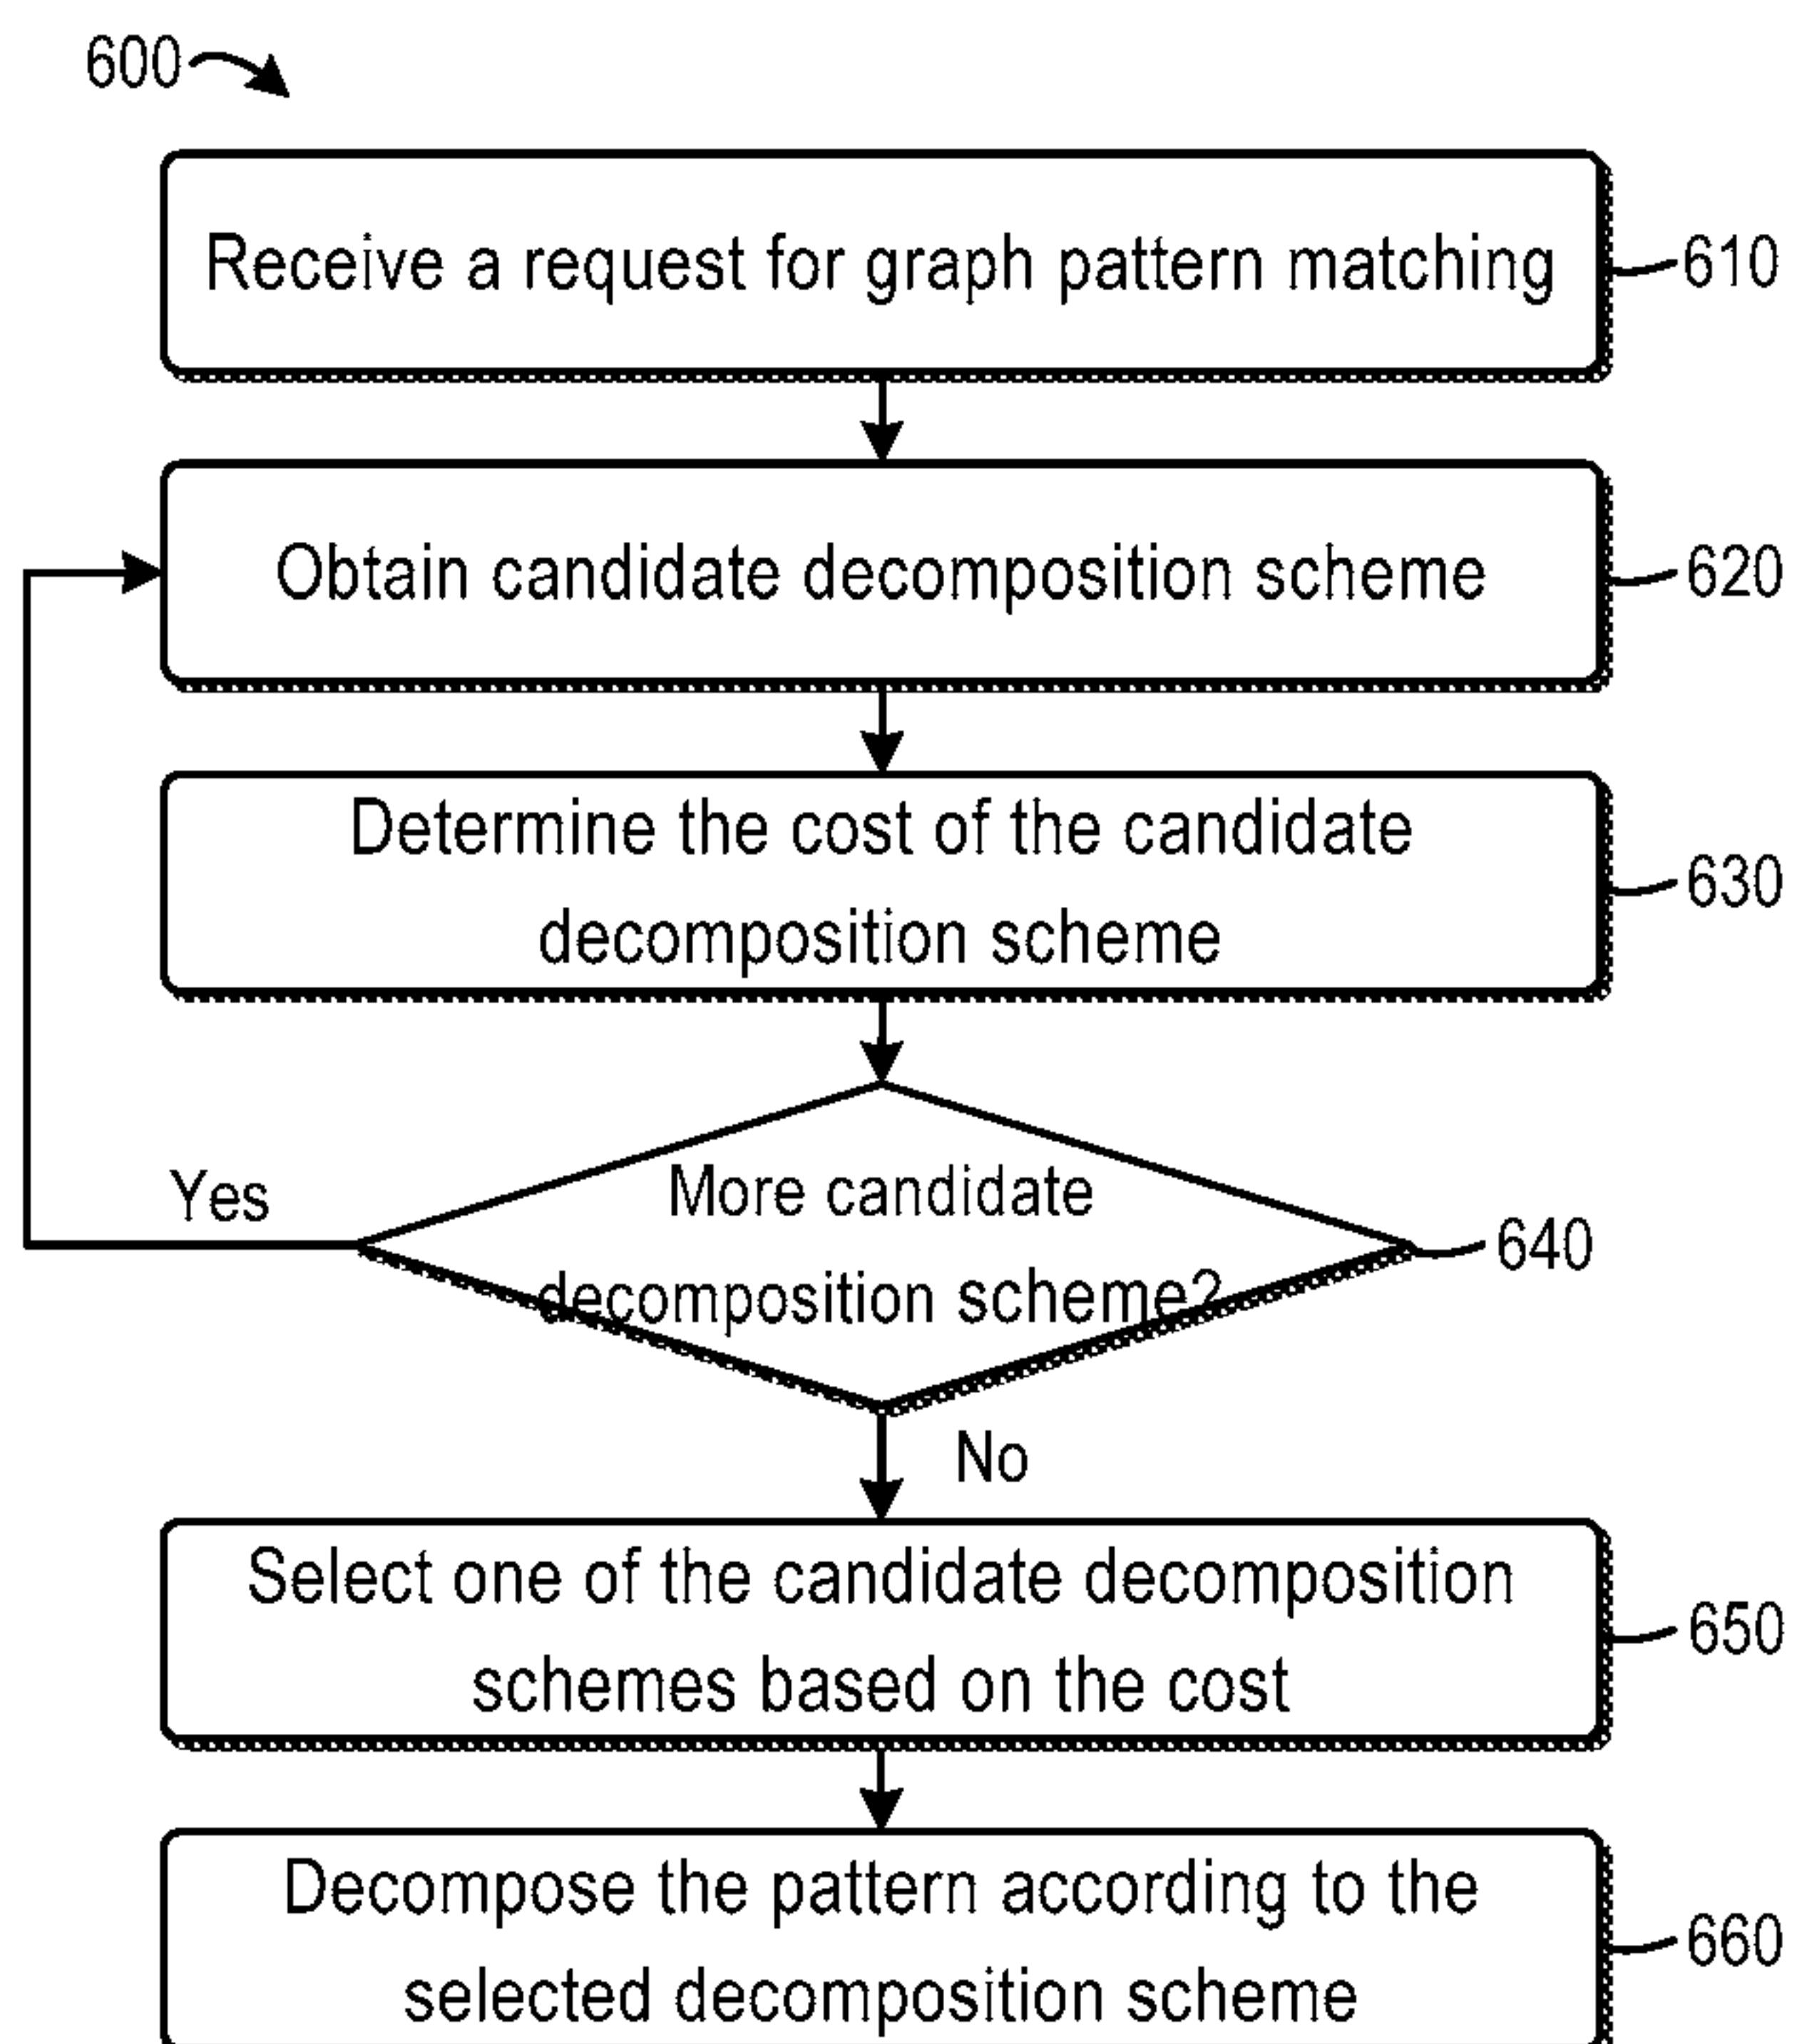 600
Receive a request for graph pattern matching
610
Obtain candidate decomposition scheme
620
Determine the cost of the candidate
decomposition scheme
630
More candidate
decomposition scheme?
640
Yes
No
Select one of the candidate decomposition
schemes based on the cost
650
Decompose the pattern according to the
selected decomposition scheme
660